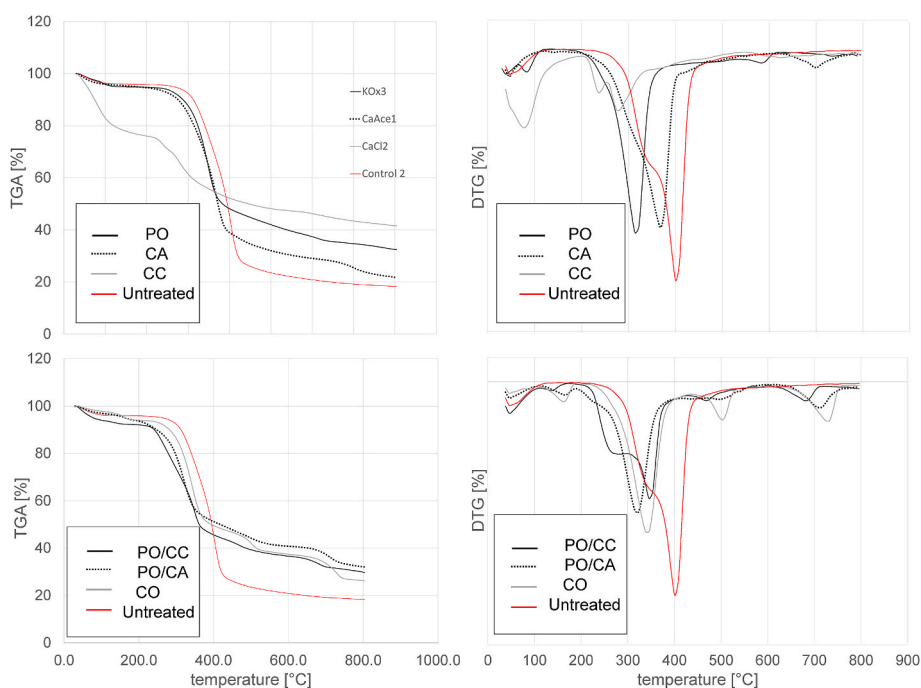 120
100
80
60
40
20
0
TGA [%]
KOx3
CaAce1
CaCl2
Control 2
PO
CA
CC
Untreated
DTG [%]
PO
CA
CC
Untreated
120
100
80
60
40
20
0
TGA [%]
PO/CC
PO/CA
CO
Untreated
0.0 200.0 400.0 600.0 800.0 1000.0
temperature [°C]
DTG [%]
PO/CC
PO/CA
CO
Untreated
0 100 200 300 400 500 600 700 800 900
temperature [°C]